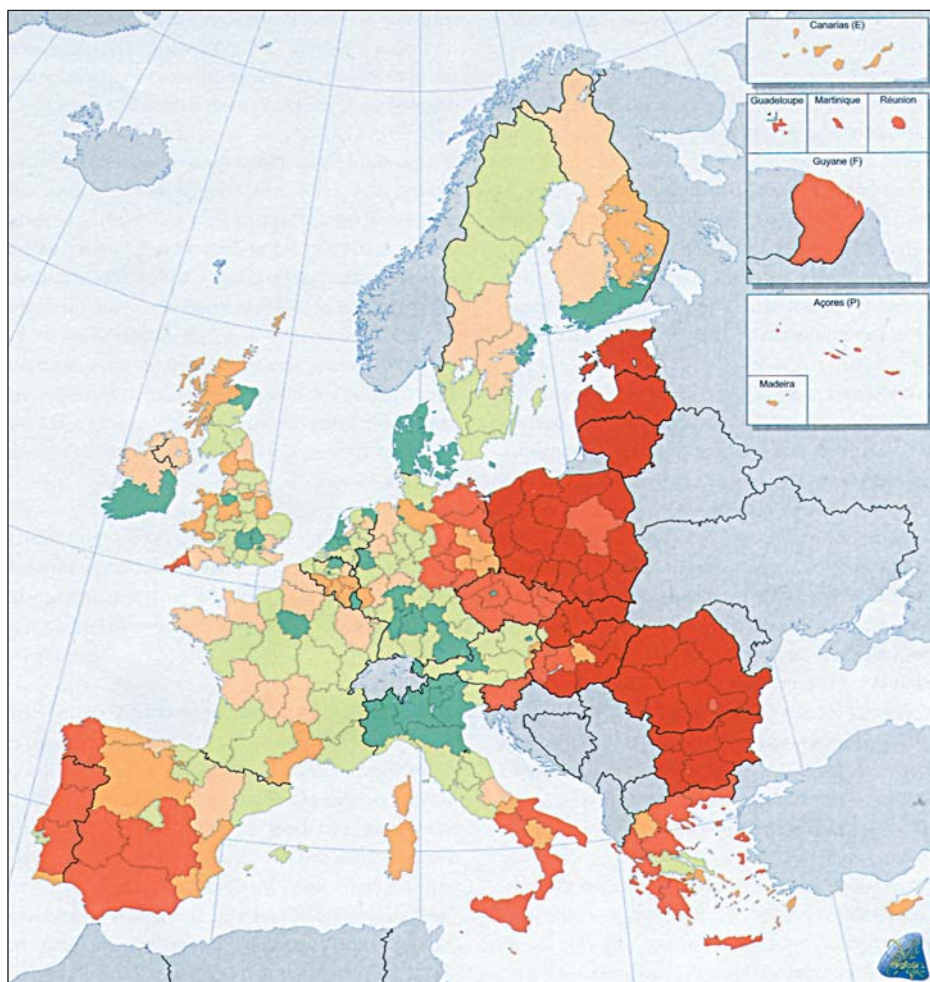 Canarias (E)
Guadeloupe
Martinique
Réunion
Guyane (F)
Açores (P)
Madeira